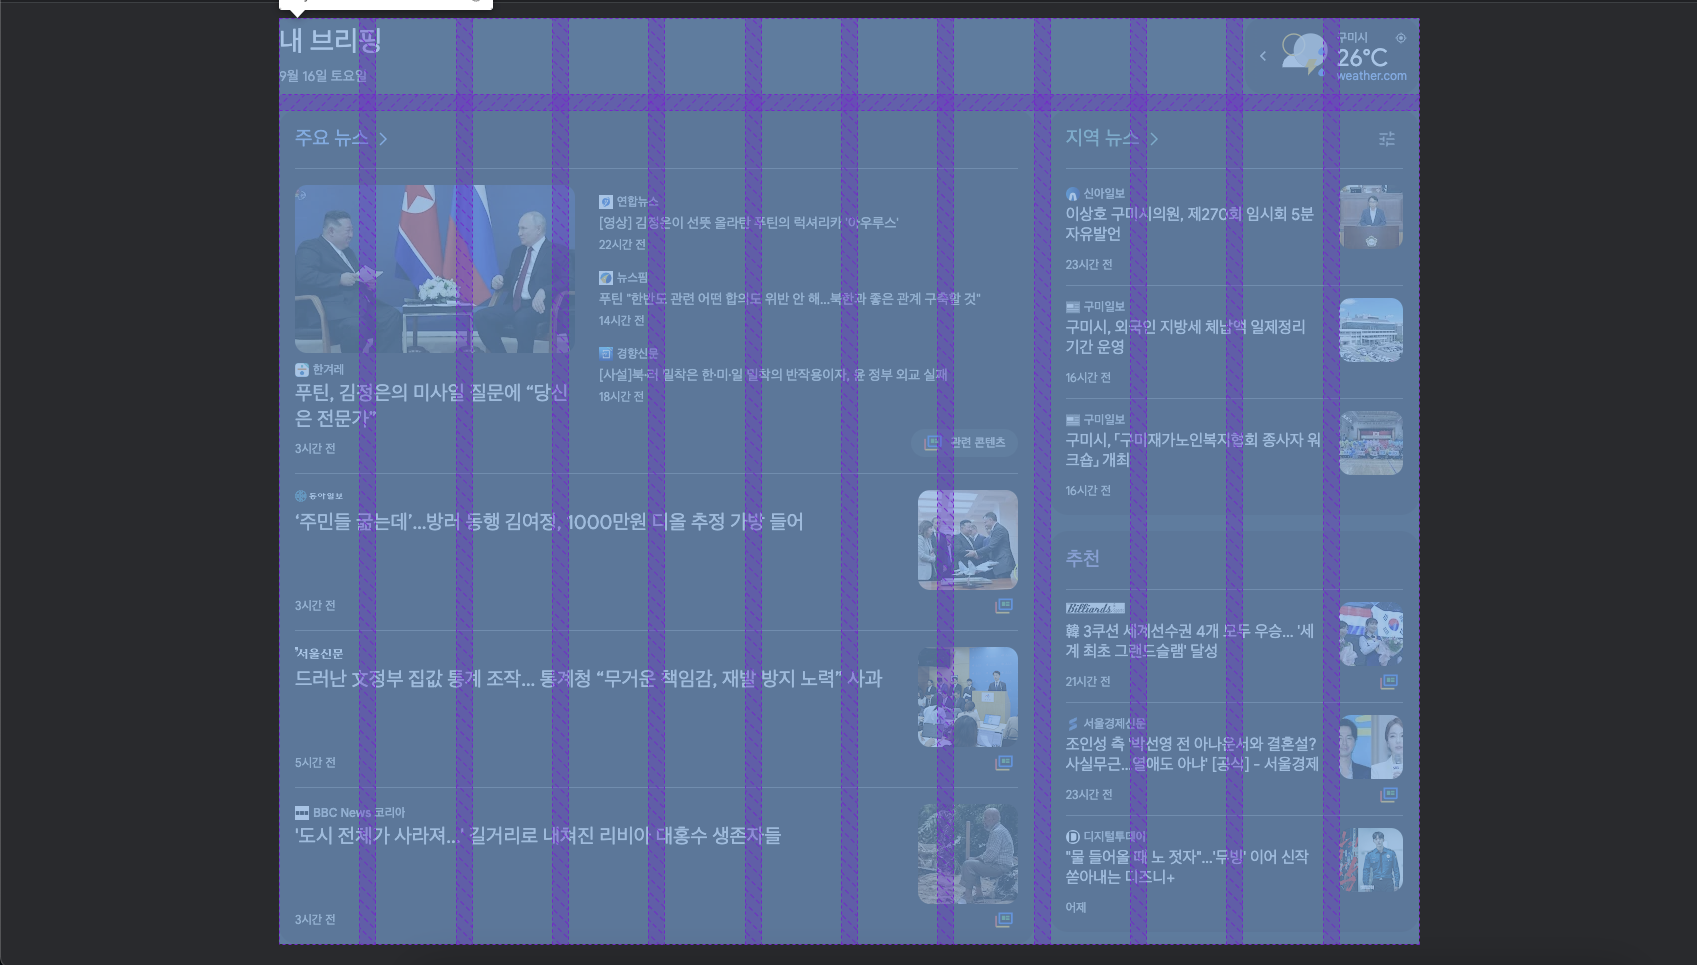 내 브리핑
9월 16일 토요일
구미시
26°C
weather.com
주요 뉴스
한겨레
푸틴, 김정은의 미사일 질문에 “당신
은 전문가”
3시간 전
연합뉴스
[영상] 김정은이 선뜻 올라탄 푸틴의 럭셔리카 '아우루스'
22시간 전
뉴스핌
푸틴 "한반도 관련 어떤 합의도 위반 안 해...북한과 좋은 관계 구축할 것"
14시간 전
경향신문
[사설]북·러 밀착은 한·미·일 밀착의 반작용이자, 윤 정부 외교 실패
18시간 전
관련 콘텐츠
동아일보
‘주민들 굶는데’…방러 동행 김여정, 1000만원 디올 추정 가방 들어
3시간 전
서울신문
드러난 文정부 집값 통계 조작… 통계청 “무거운 책임감, 재발 방지 노력” 사과
5시간 전
BBC News 코리아
'도시 전체가 사라져...' 길거리로 내쳐진 리비아 대홍수 생존자들
3시간 전
지역 뉴스
신아일보
이상호 구미시의원, 제270회 임시회 5분
자유발언
23시간 전
구미일보
구미시, 외국인 지방세 체납액 일제정리
기간 운영
16시간 전
구미일보
구미시, ｢구미재가노인복지협회 종사자 워
크숍｣ 개최
16시간 전
추천
Billiards
韓 3쿠션 세계선수권 4개 모두 우승... '세
계 최초 그랜드슬램' 달성
21시간 전
서울경제신문
조인성 측 '박선영 전 아나운서와 결혼설?
사실무근…열애도 아냐' [공식] - 서울경제
23시간 전
디지털투데이
"물 들어올 때 노 젓자"...'무빙' 이어 신작
쏟아내는 디즈니+
어제